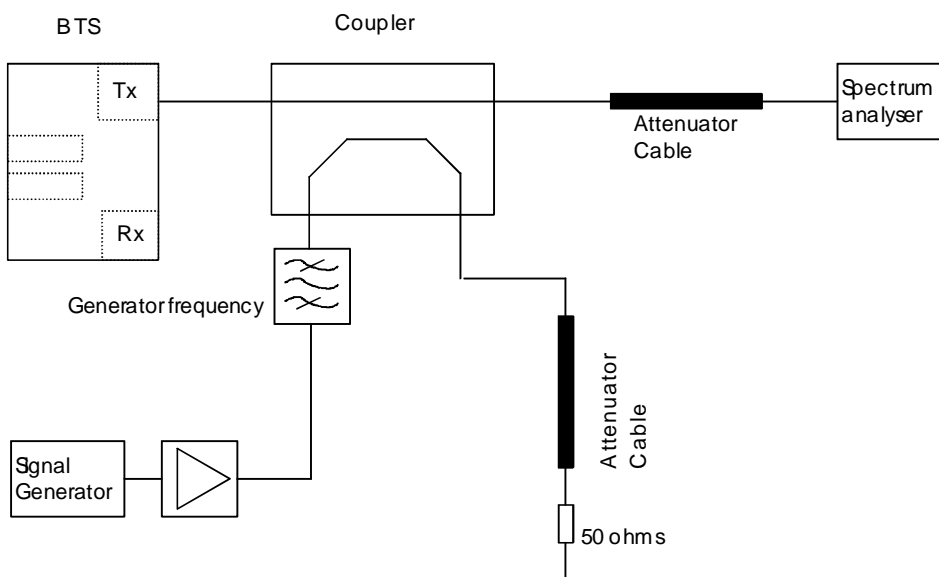 BTS
Coupler
Tx
Spectrum
analyser
Attenuator
Cable
Rx
Generator frequency
Attenuator
Cable
Signal
Generator
50 ohms